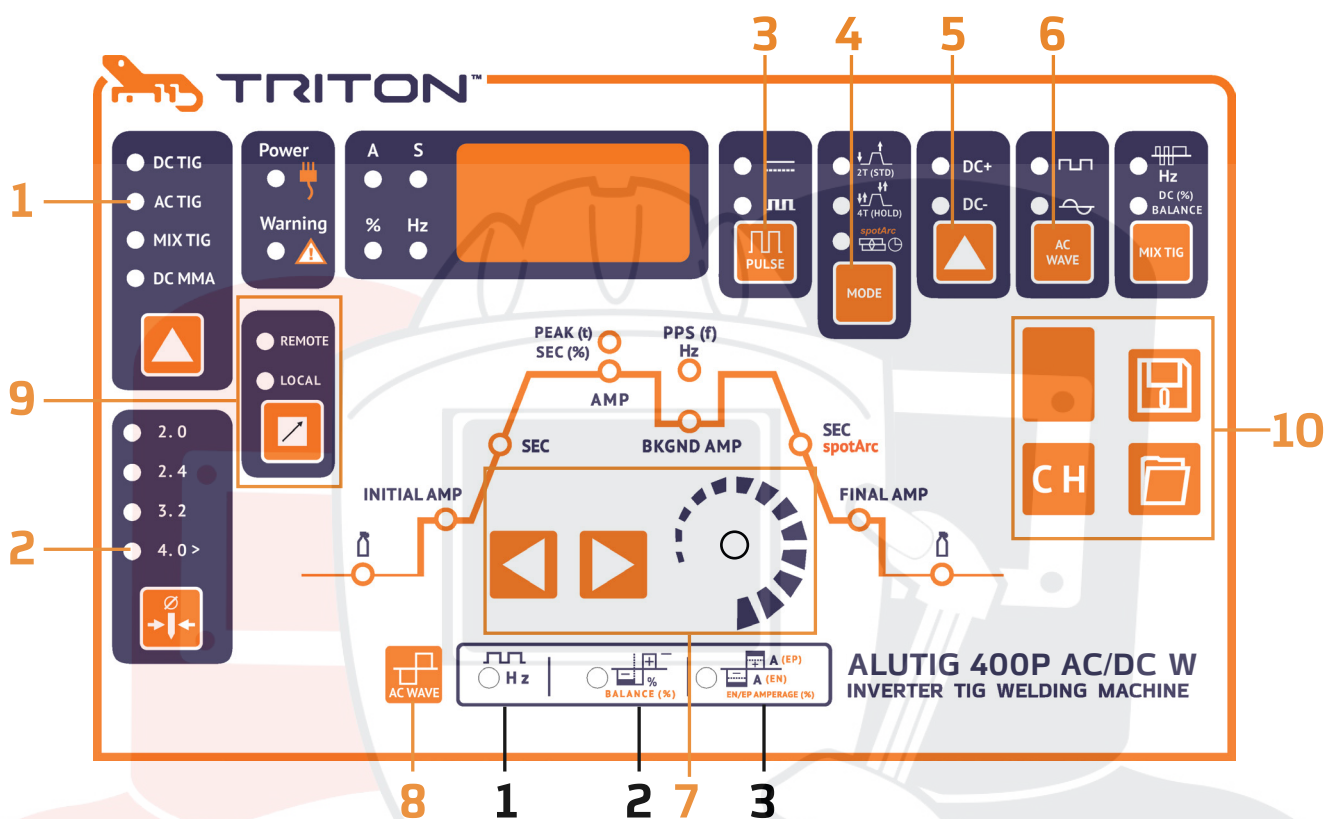 3 4 5 6
TRITON™
DC TIG
AC TIG
MIX TIG
DC MMA
1
Power
Warning
A S
% Hz
PULSE
2T (STD)
4T (HOLD)
spotArc
MODE
DC+
DC-
AC
WAVE
Hz
DC (%)
BALANCE
MIX TIG
REMOTE
LOCAL
9
2.0
2.4
3.2
4.0>
2
Ø
PEAK (t)
SEC (%)
AMP
PPS (f)
Hz
BKGND AMP
SEC
SEC
spotArc
INITIAL AMP
FINAL AMP
CH
10
AC WAVE
Hz
%
BALANCE (%)
A (EP)
A (EN)
EN/EP AMPERAGE (%)
ALUTIG 400P AC/DC W
INVERTER TIG WELDING MACHINE
8 1 2 7 3